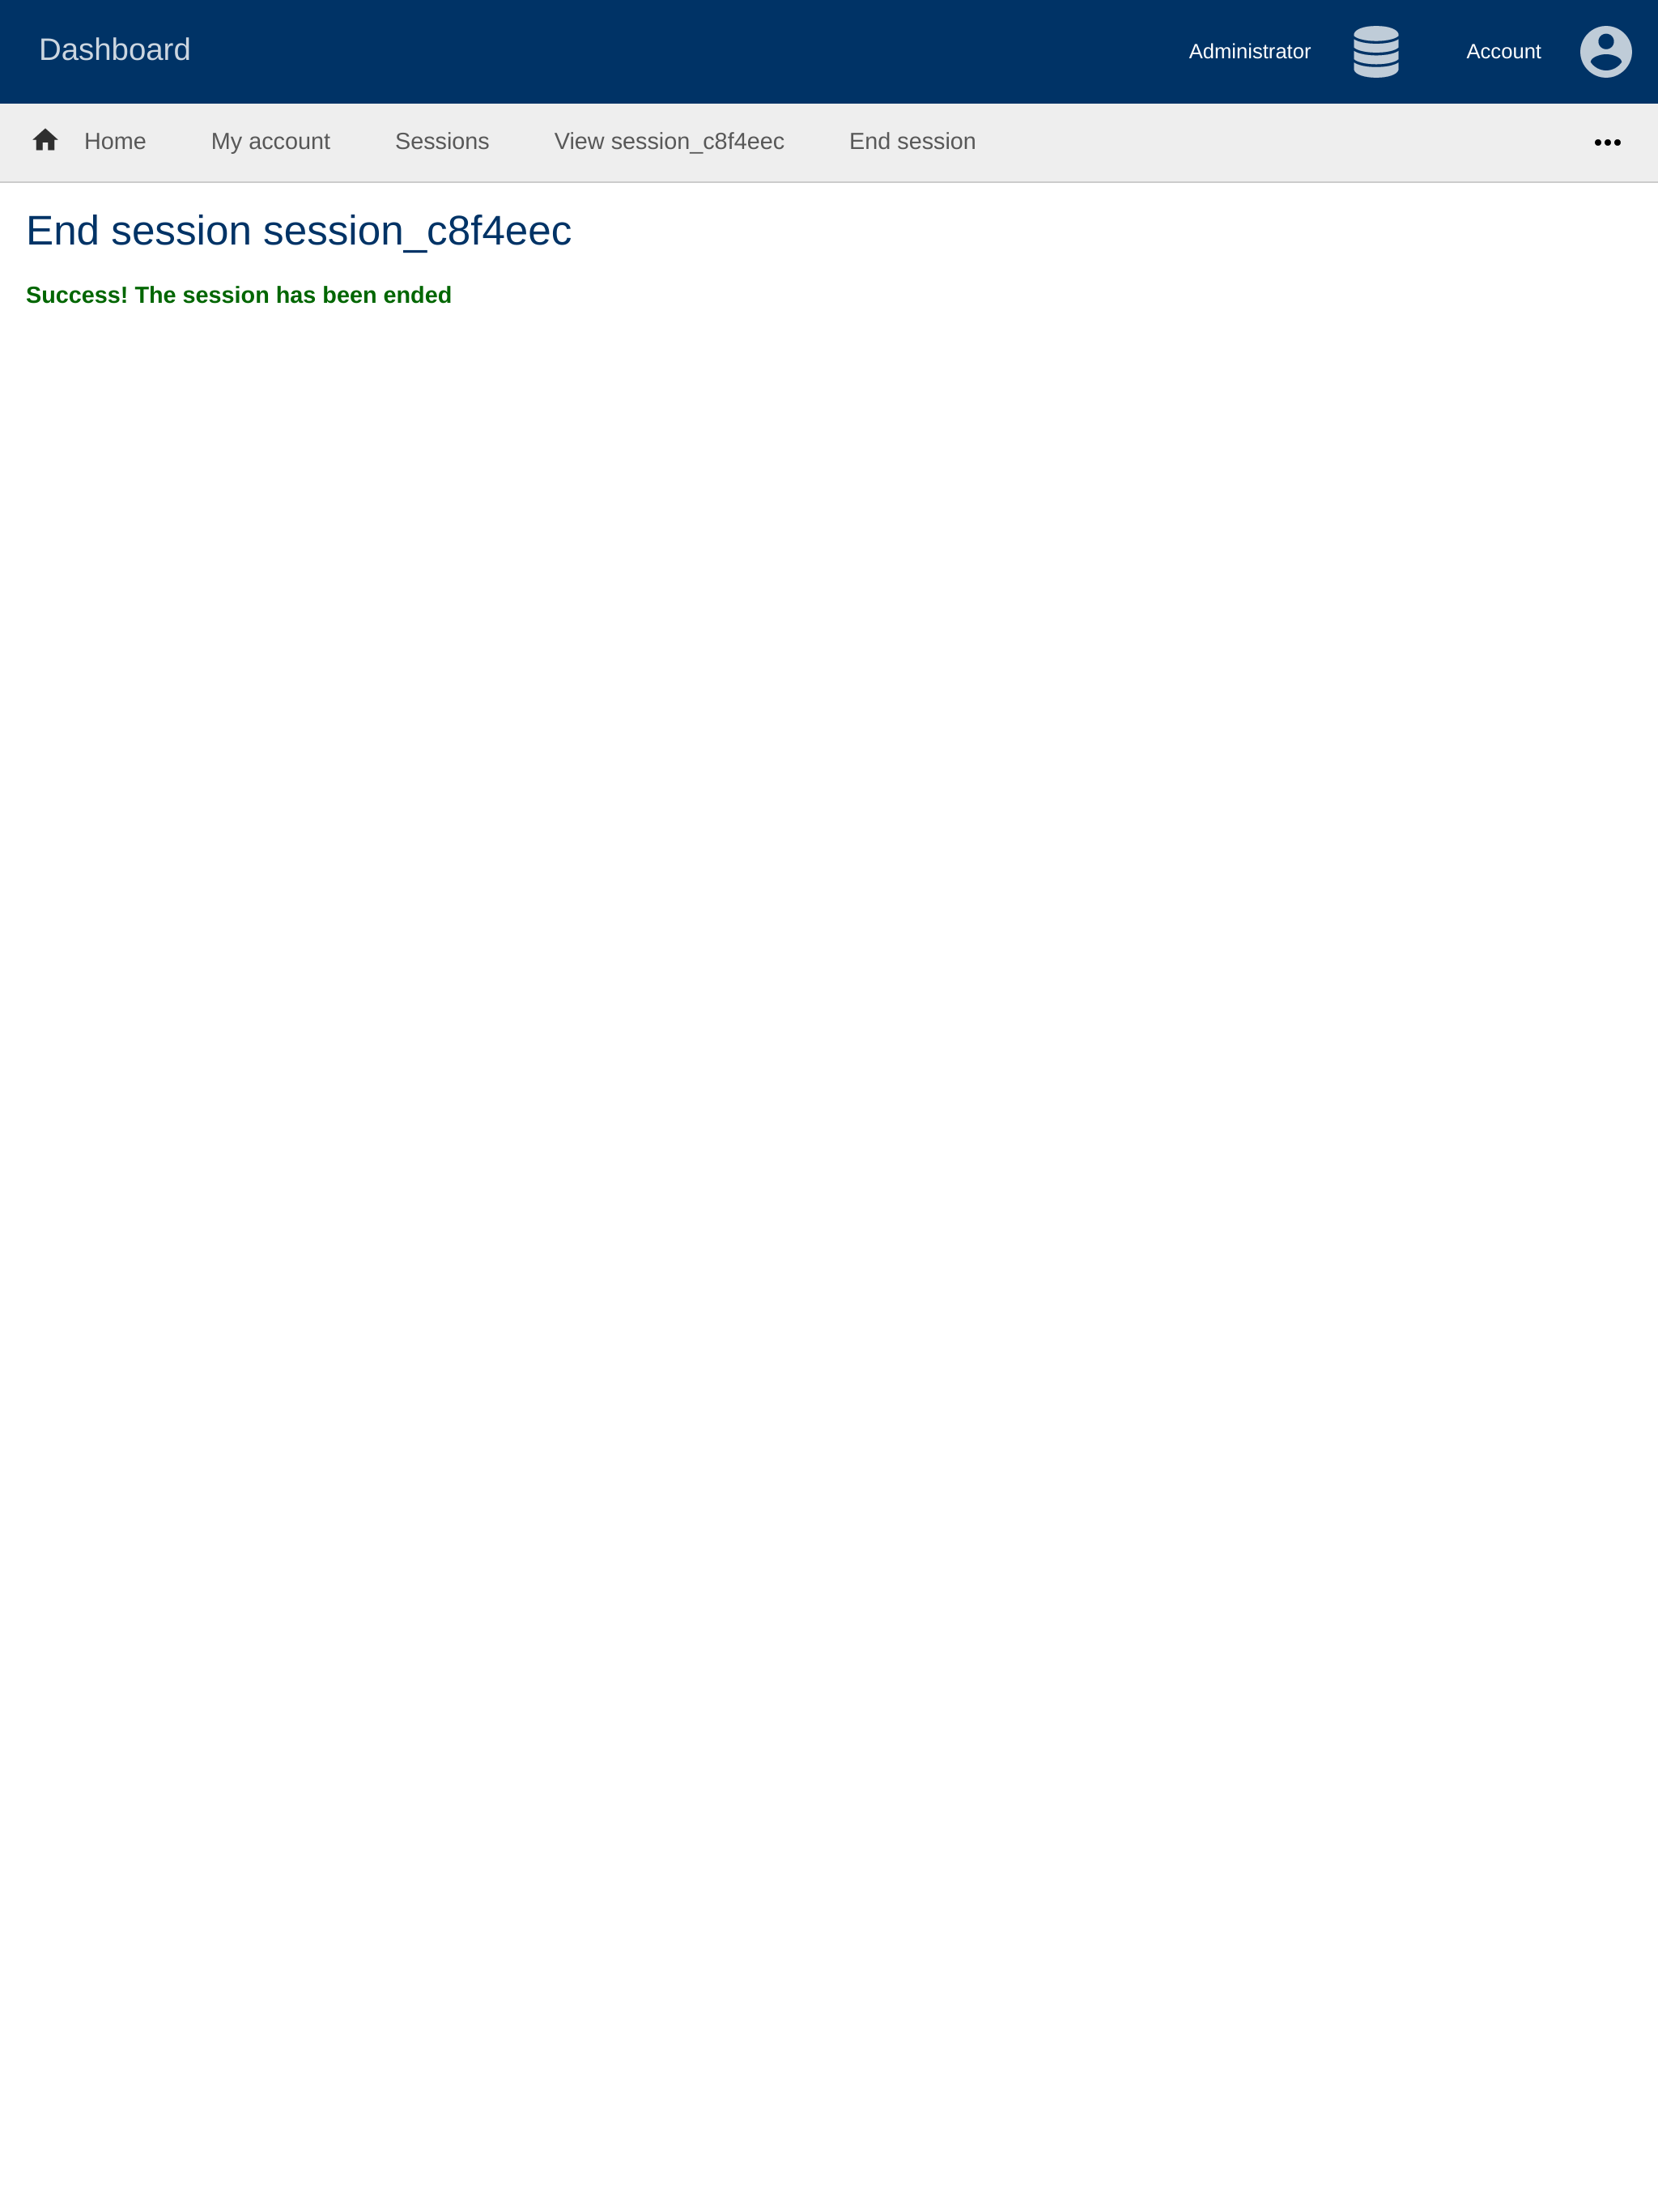 Dashboard
Administrator
Account
Home
My account
Sessions
View session_c8f4eec
End session
End session session_c8f4eec
Success! The session has been ended